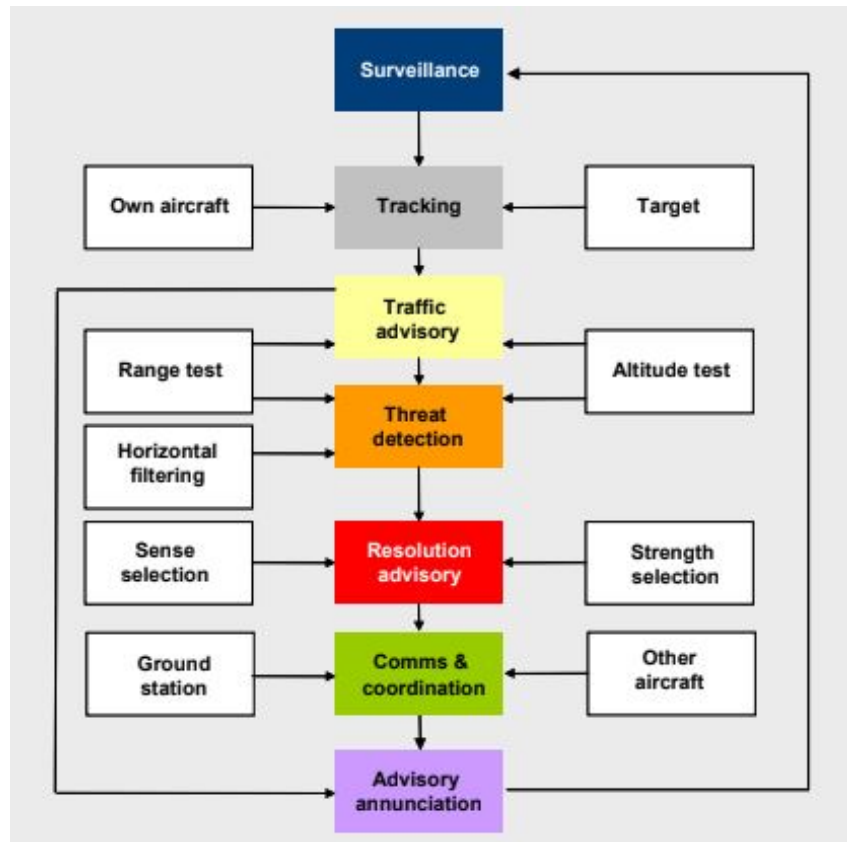 Surveillance
Own aircraft
Tracking
Target
Traffic
advisory
Range test
Altitude test
Threat
detection
Horizontal
filtering
Sense
selection
Resolution
advisory
Strength
selection
Ground
station
Comms &
coordination
Other
aircraft
Advisory
annunciation